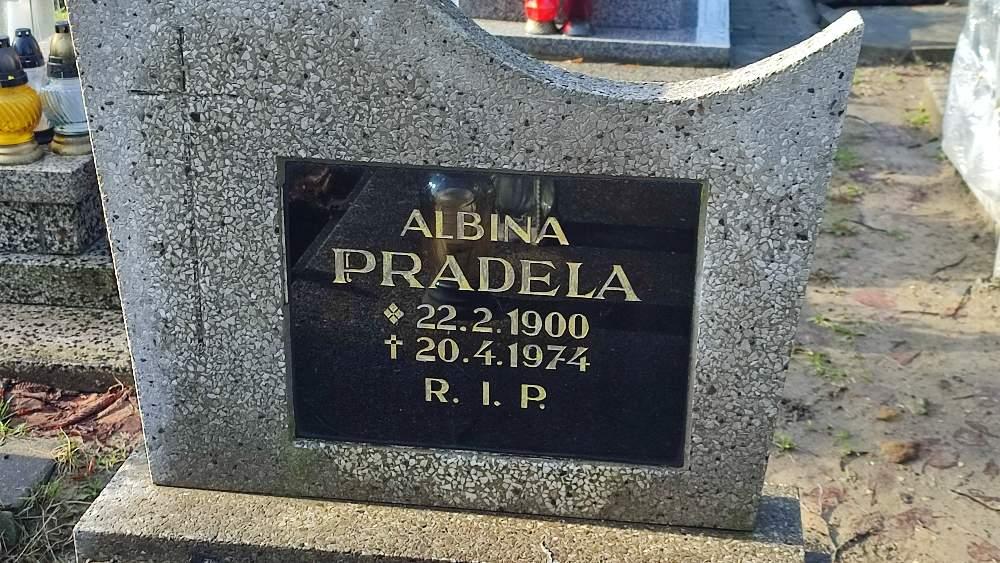 ALBINA
PRADELA
❖ 22.2.1900
† 20.4.1974
R. I. P.